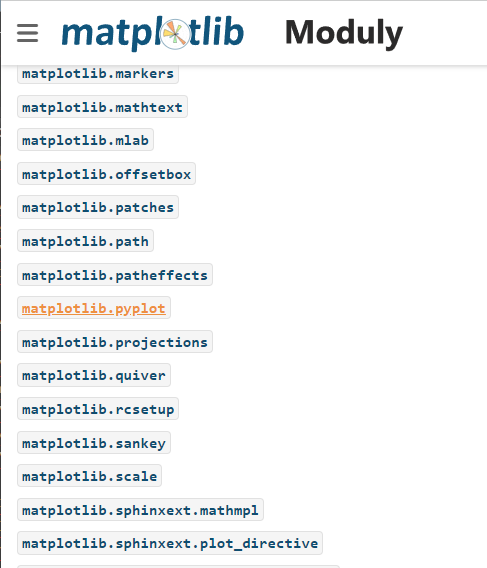 matplotlib Moduly
matplotlib.markers
matplotlib.mathtext
matplotlib.mlab
matplotlib.offsetbox
matplotlib.patches
matplotlib.path
matplotlib.patheffects
matplotlib.pyplot
matplotlib.projections
matplotlib.quiver
matplotlib.rcsetup
matplotlib.sankey
matplotlib.scale
matplotlib.sphinxext.mathmpl
matplotlib.sphinxext.plot_directive